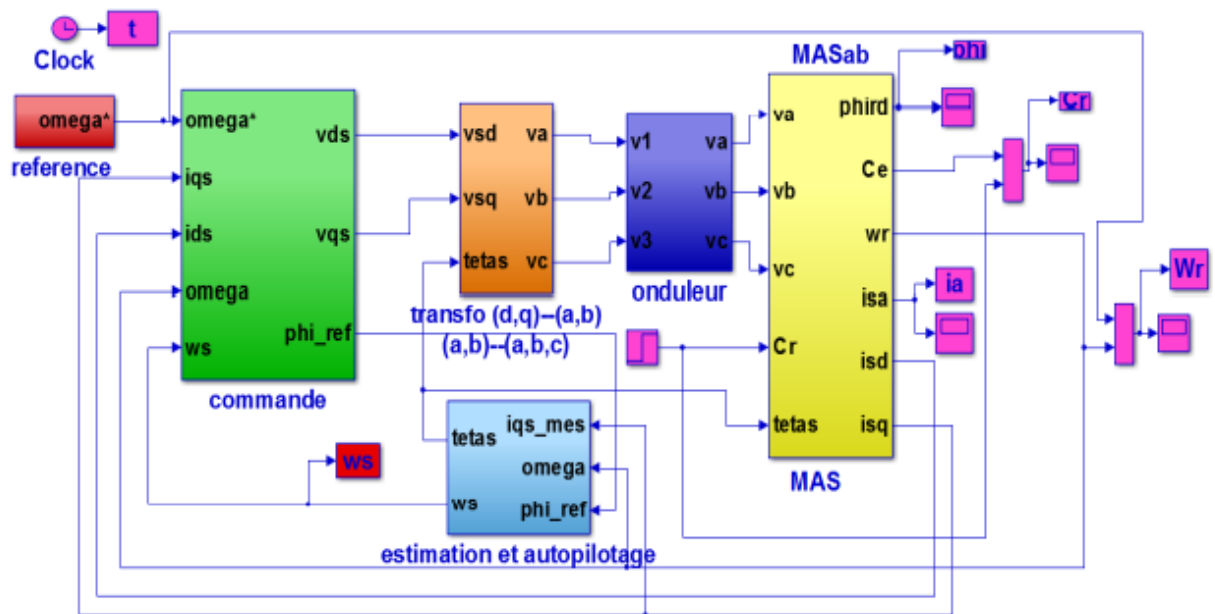 t
Clock
omega*
reference
omega*
iqs
ids
omega
ws
vds
vqs
phi_ref
commande
vsd
vsq
tetas
va
vb
vc
transfo (d,q)--(a,b)
(a,b)--(a,b,c)
v1
v2
v3
va
vb
vc
onduleur
MASab
va
vb
vc
Cr
tetas
phird
Ce
wr
isa
isd
isq
MAS
phi
Cr
ia
Wr
ws
tetas
ws
iqs_mes
omega
phi_ref
estimation et autopilotage